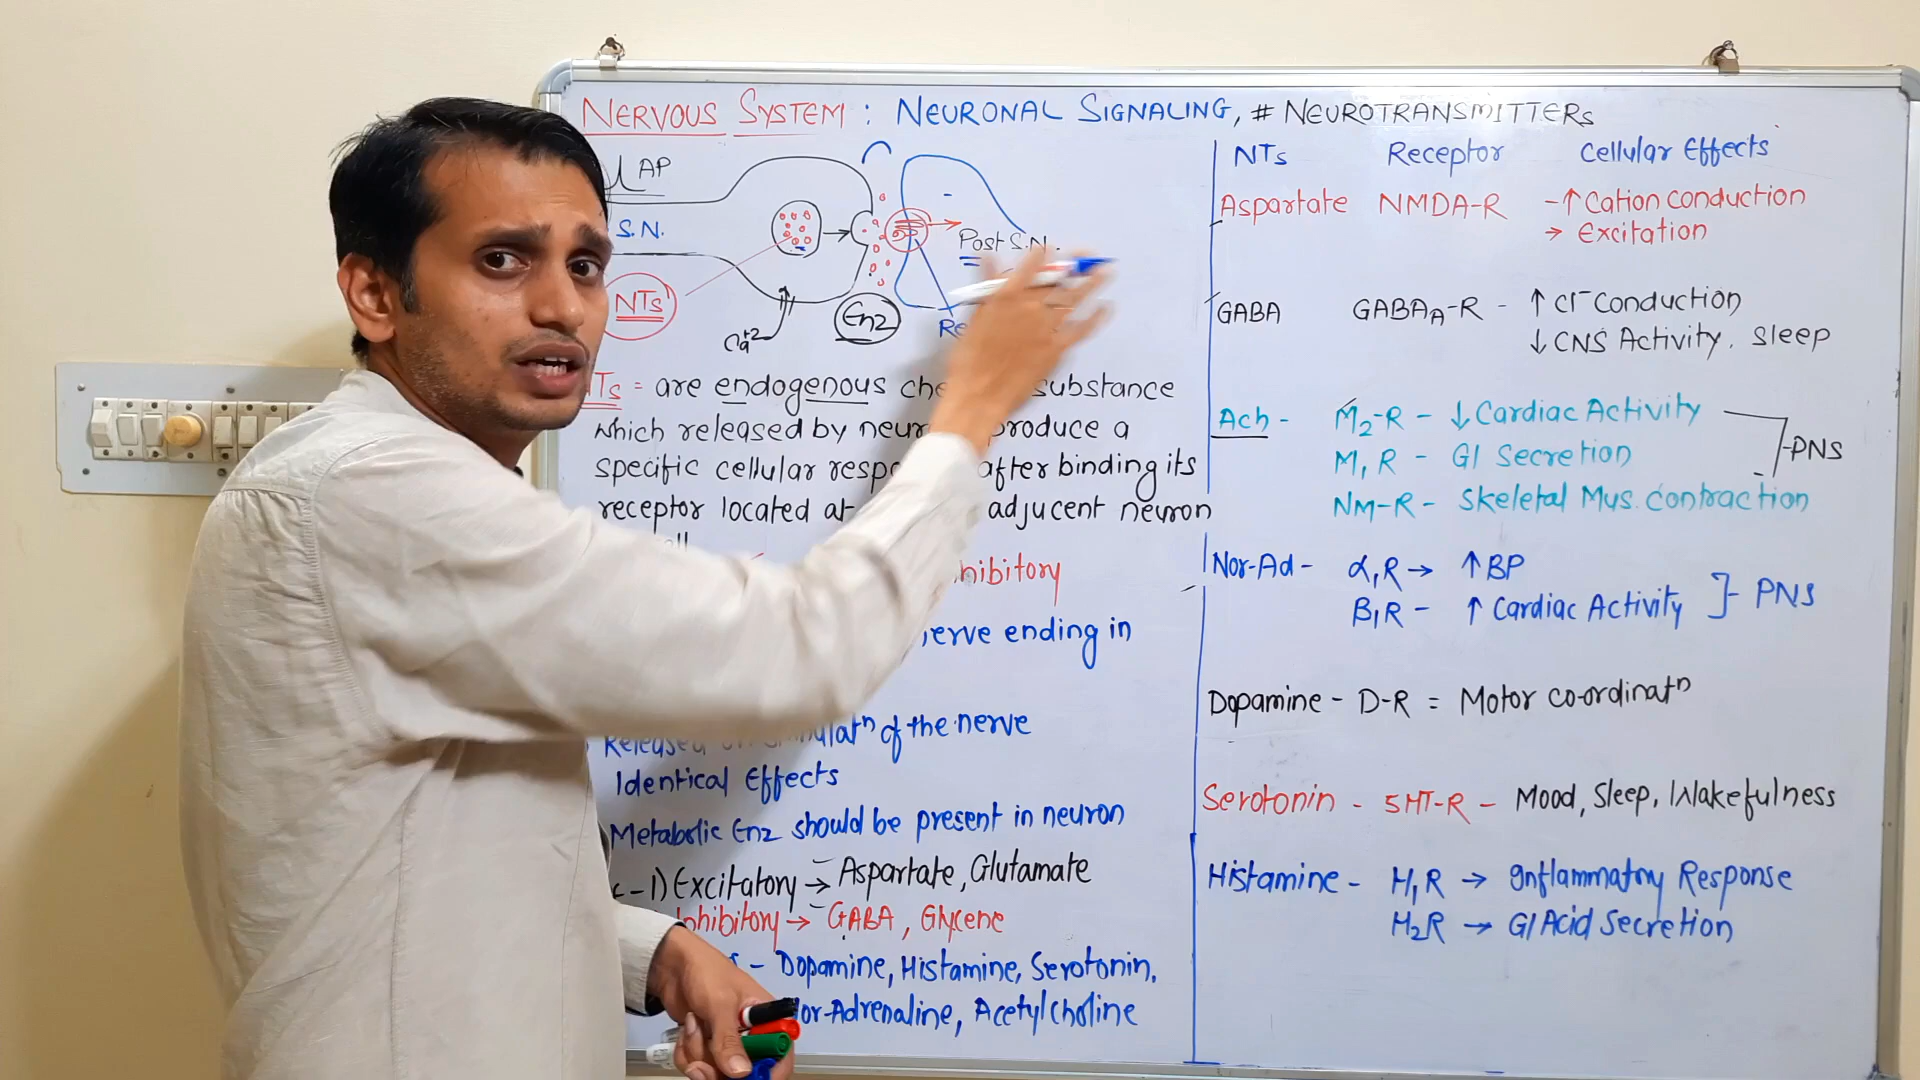 NERVOUS SYSTEM : NEURONAL SIGNALING, # NEUROTRANSMITTERS
AP
S.N.
NTs
Ca+2
Enz
Post S.N.
Re
NTs = are endogenous che substance
which released by neur produce a
specific cellular resp after binding its
receptor located at adjucent neuron
hibitory
nerve ending in
Released of the nerve
Identical Effects
Metabolic Enz should be present in neuron
1) Excitatory → Aspartate, Glutamate
Inhibitory → GABA, Glycene
- Dopamine, Histamine, Serotonin,
Nor-Adrenaline, Acetylcholine
NTs Receptor Cellular Effects
Aspartate NMDA-R - ↑ Cation conduction
→ Excitation
GABA GABAA-R - ↑ Cl- conduction
↓ CNS Activity, Sleep
Ach - M2-R - ↓ Cardiac Activity
M1R - GI Secretion
PNS
NM-R - Skeletal Mus. contraction
Nor-Ad - α1R → ↑ BP
β1R - ↑ Cardiac Activity } - PNS
Dopamine - D-R = Motor co-ordinatn
Serotonin - 5HT-R - Mood, Sleep, Wakefulness
Histamine - H1R → Inflammatory Response
H2R → GI Acid Secretion